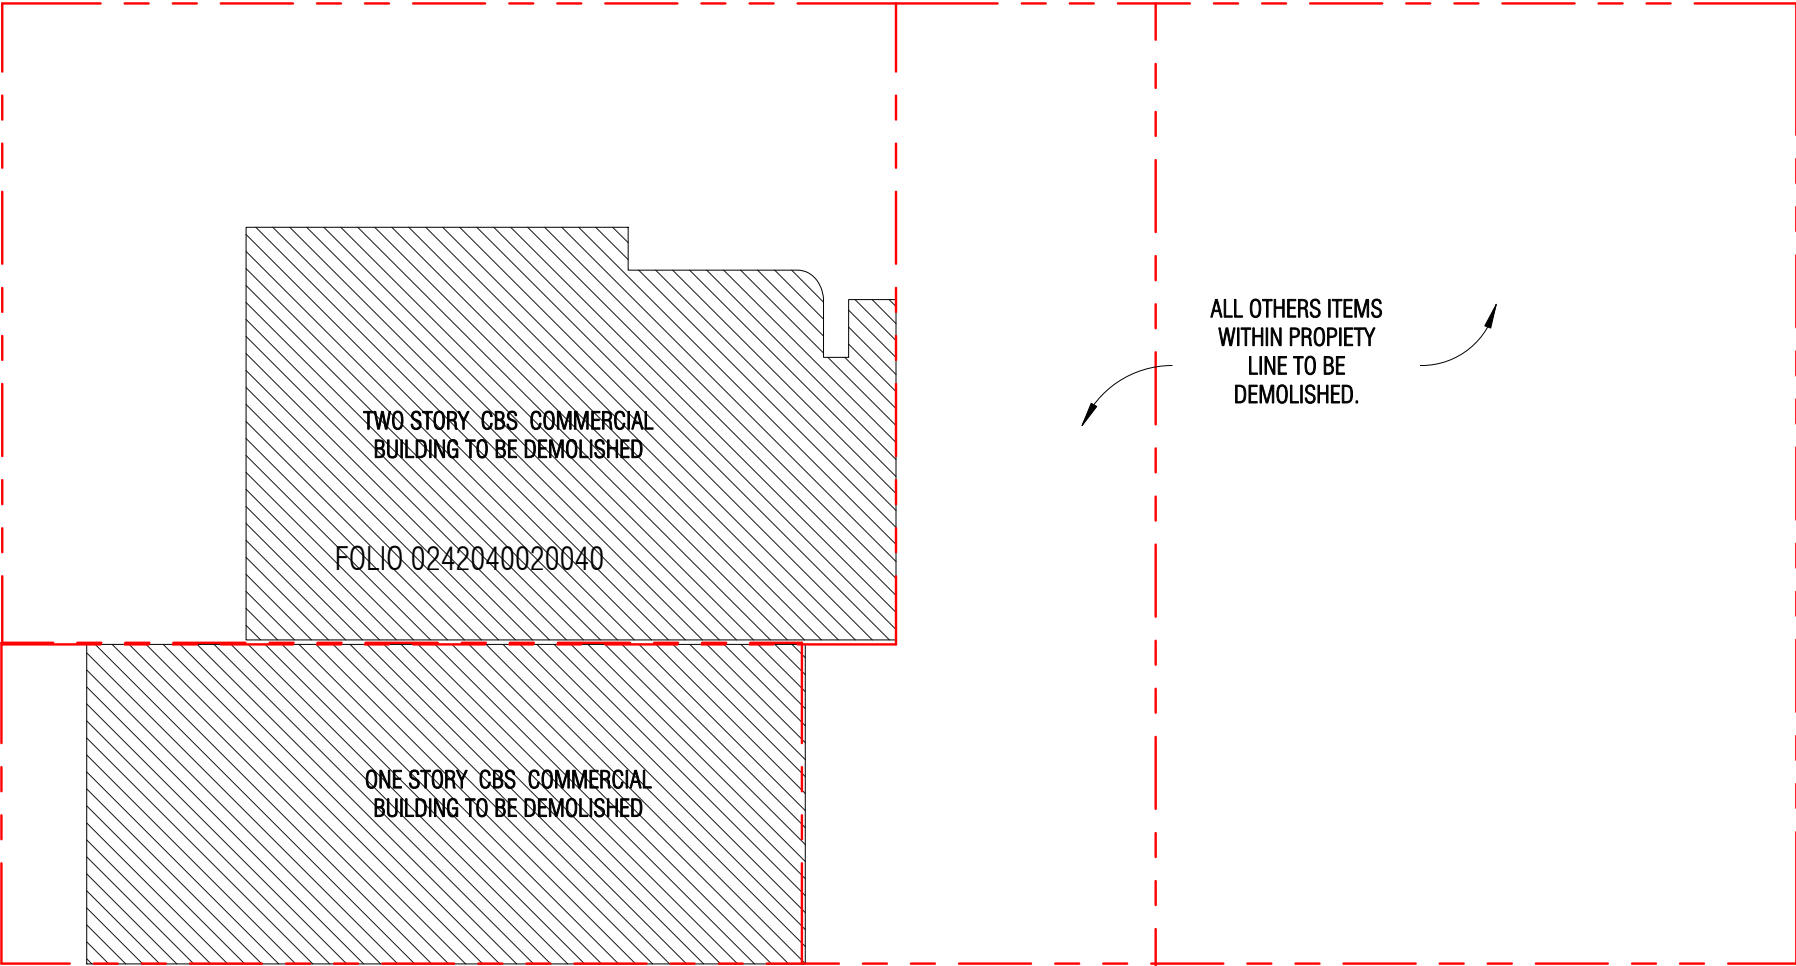 ALL OTHERS ITEMS
WITHIN PROPIETY
LINE TO BE
DEMOLISHED.
TWO STORY CBS COMMERCIAL
BUILDING TO BE DEMOLISHED
FOLIO 0242040020040
ONE STORY CBS COMMERCIAL
BUILDING TO BE DEMOLISHED